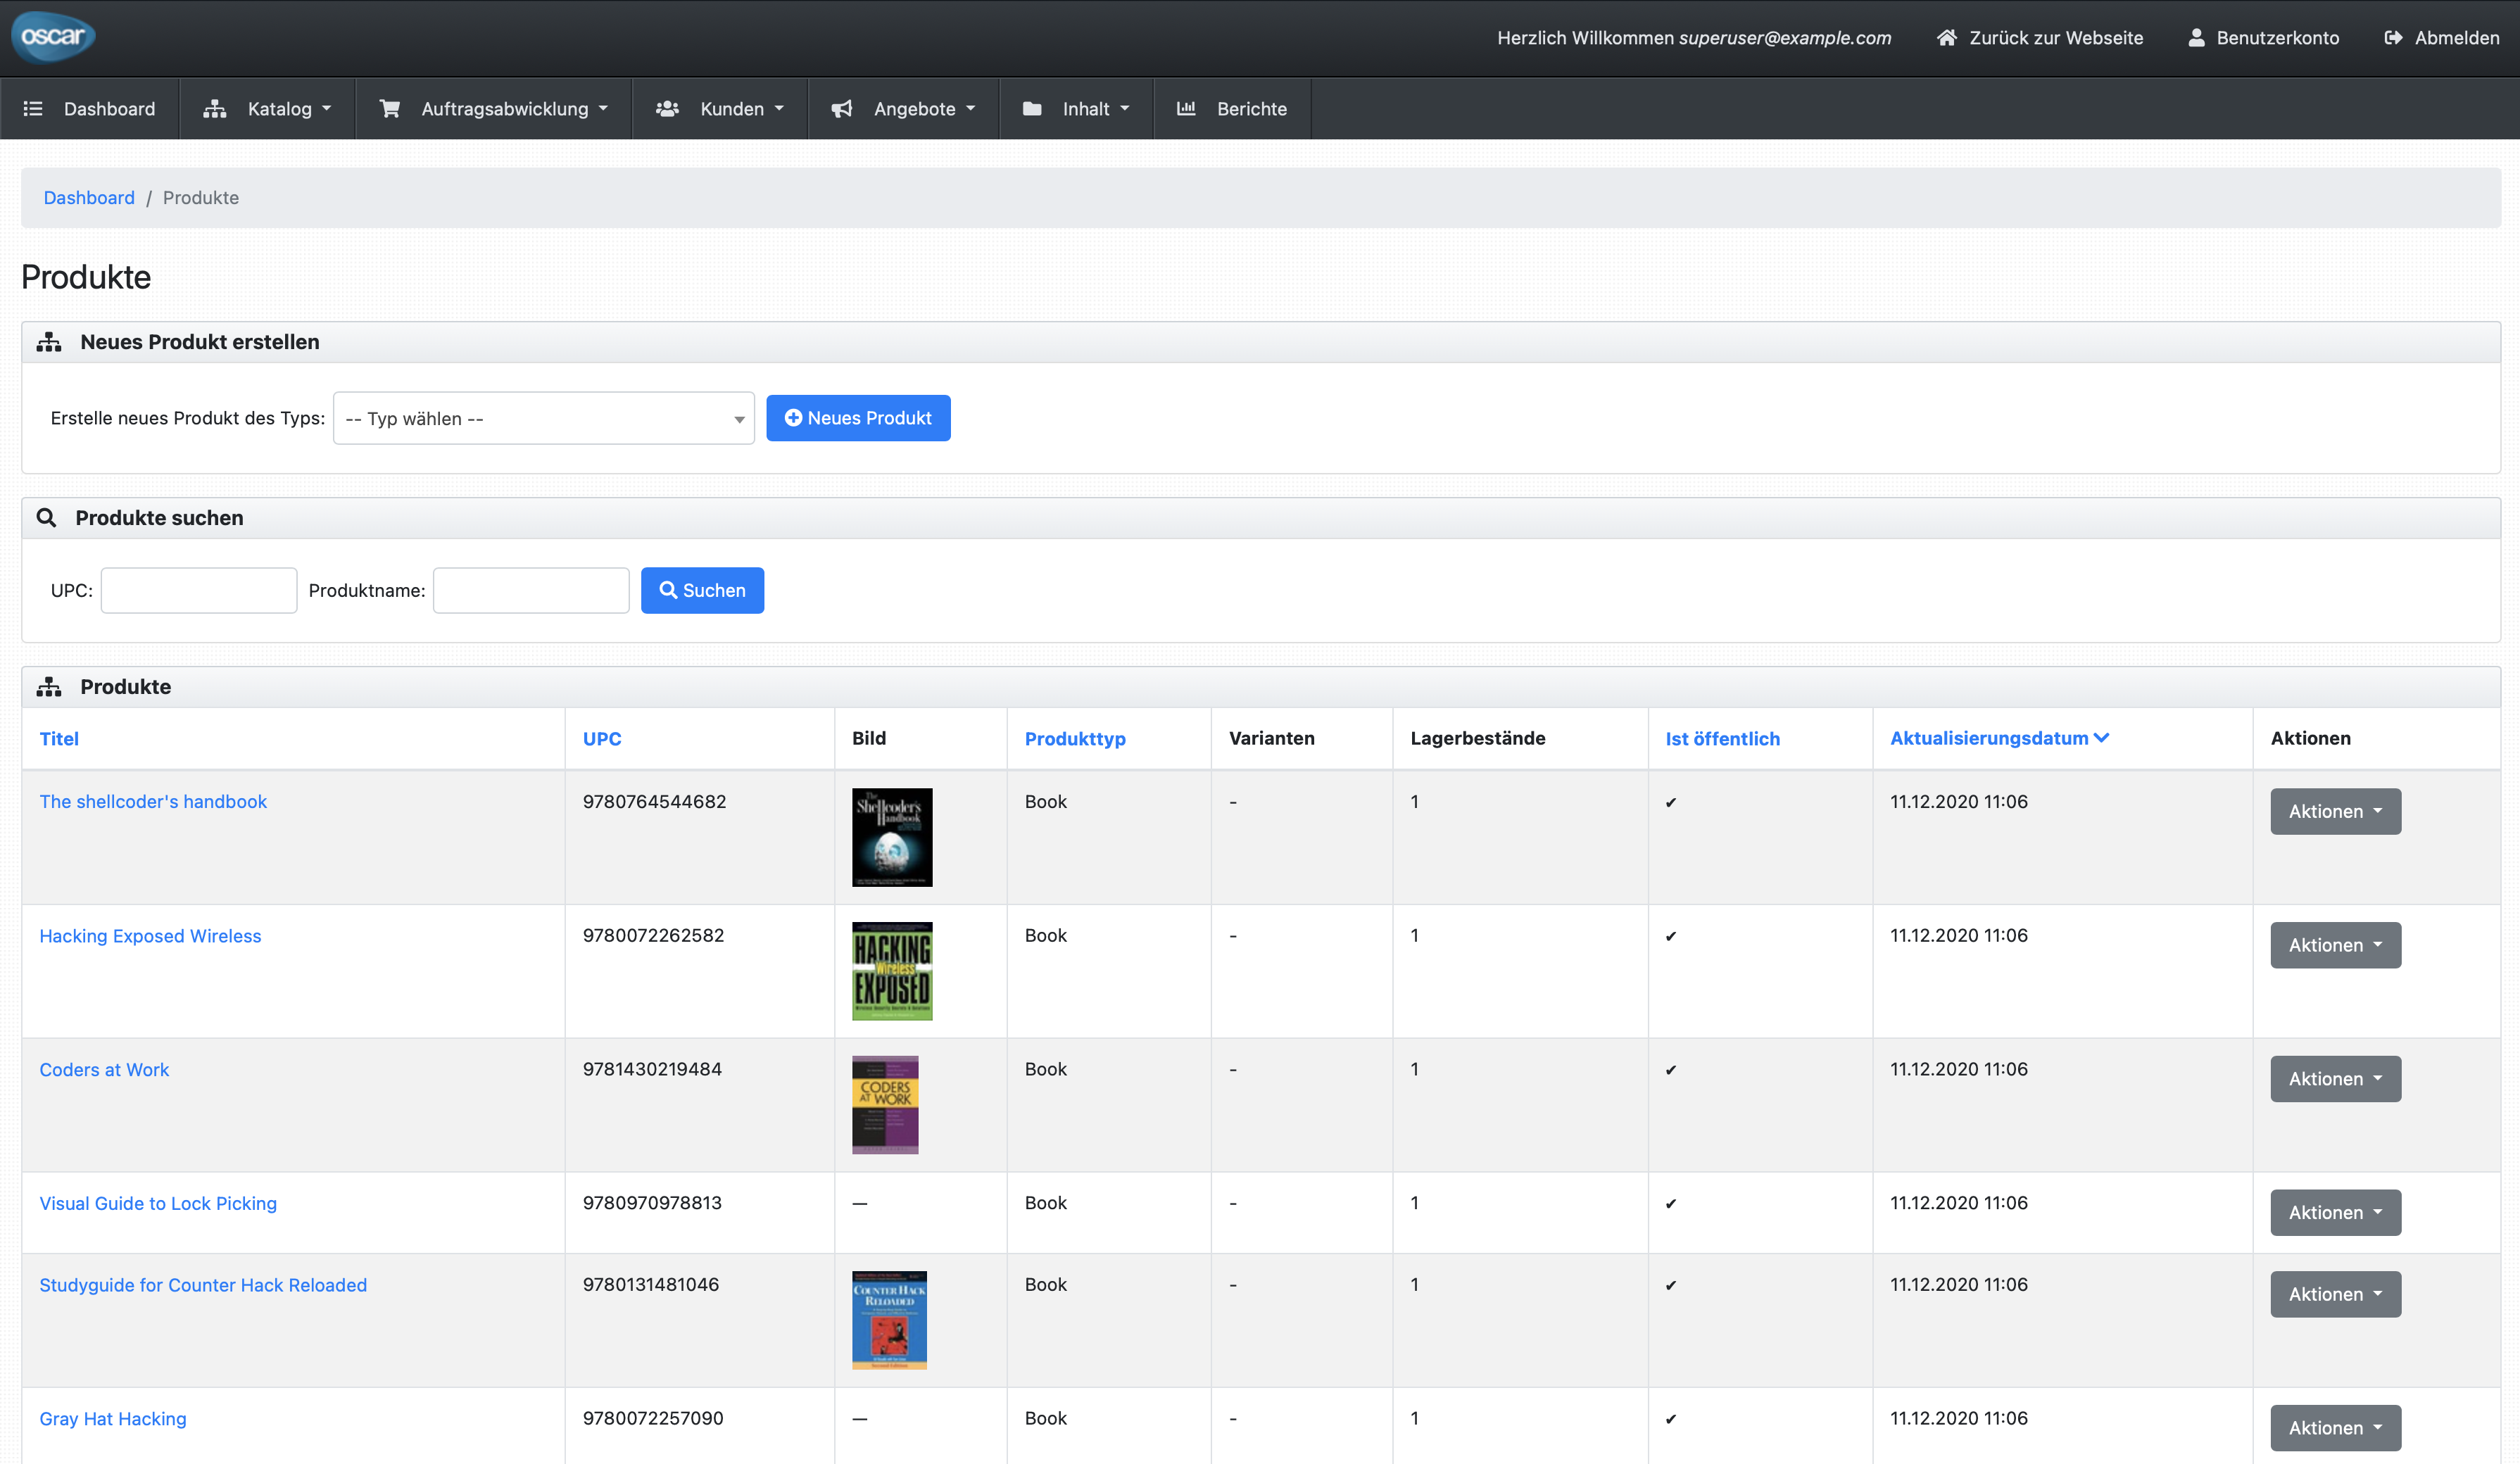 oscar
Herzlich Willkommen superuser@example.com Zurück zur Webseite Benutzerkonto Abmelden
Dashboard Katalog Auftragsabwicklung Kunden Angebote Inhalt Berichte
Dashboard / Produkte
Produkte
Neues Produkt erstellen
Erstelle neues Produkt des Typs: -- Typ wählen -- Neues Produkt
Produkte suchen
UPC: Produktname: Suchen
Produkte
Titel UPC Bild Produkttyp Varianten Lagerbestände Ist öffentlich Aktualisierungsdatum Aktionen
The shellcoder's handbook 9780764544682 Book - 1 ✔ 11.12.2020 11:06 Aktionen
The
Shellcoder's
Handbook
Hacking Exposed Wireless 9780072262582 Book - 1 ✔ 11.12.2020 11:06 Aktionen
HACKING
Wireless
EXPOSED
Coders at Work 9781430219484 Book - 1 ✔ 11.12.2020 11:06 Aktionen
CODERS
AT WORK
Visual Guide to Lock Picking 9780970978813 — Book - 1 ✔ 11.12.2020 11:06 Aktionen
Studyguide for Counter Hack Reloaded 9780131481046 Book - 1 ✔ 11.12.2020 11:06 Aktionen
COUNTER HACK
RELOADED
Gray Hat Hacking 9780072257090 — Book - 1 ✔ 11.12.2020 11:06 Aktionen